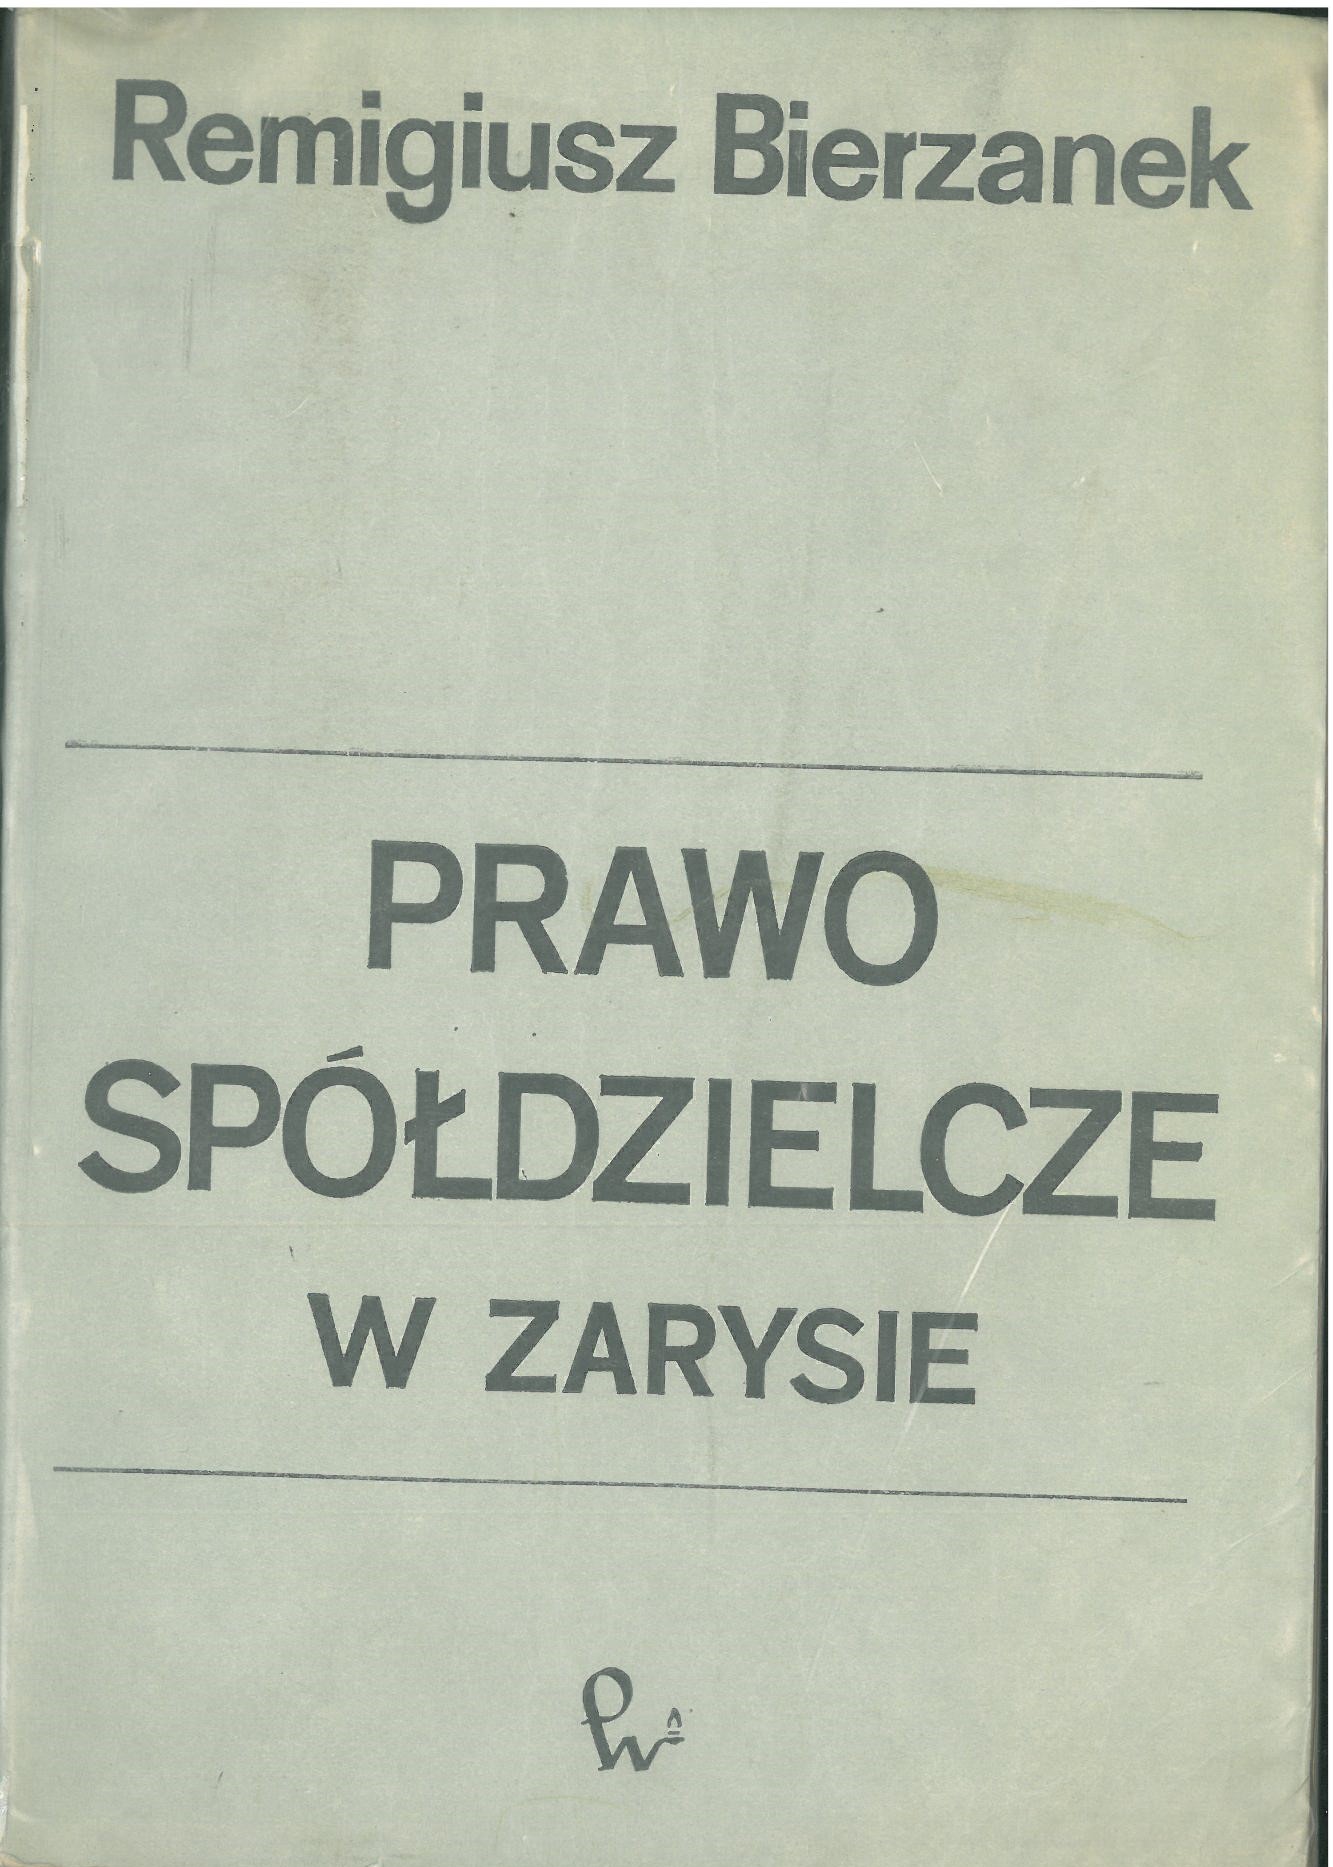 Remigiusz Bierzanek
PRAWO
SPÓŁDZIELCZE
W ZARYSIE